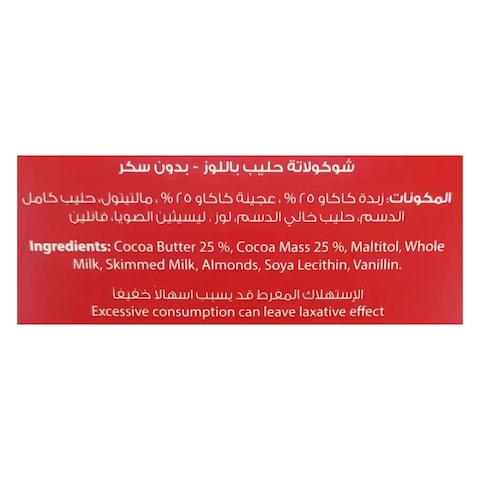 شوكولاتة حليب باللوز - بدون سكر
المكونات: زبدة كاكاو ٢٥ %، عجينة كاكاو ٢٥ %، مالتيتول، حليب كامل
الدسم، حليب خالي الدسم، لوز، ليسيثين الصويا، فانلين
Ingredients: Cocoa Butter 25 %, Cocoa Mass 25 %, Maltitol, Whole
Milk, Skimmed Milk, Almonds, Soya Lecithin, Vanillin.
الإستهلاك المفرط قد يسبب اسهالاً خفيفاً
Excessive consumption can leave laxative effect